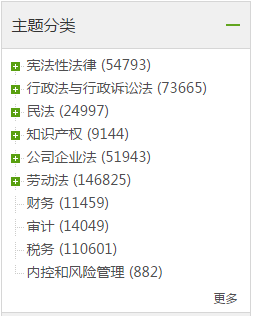 主题分类
宪法性法律 (54793)
行政法与行政诉讼法 (73665)
民法 (24997)
知识产权 (9144)
公司企业法 (51943)
劳动法 (146825)
财务 (11459)
审计 (14049)
税务 (110601)
内控和风险管理 (882)
更多